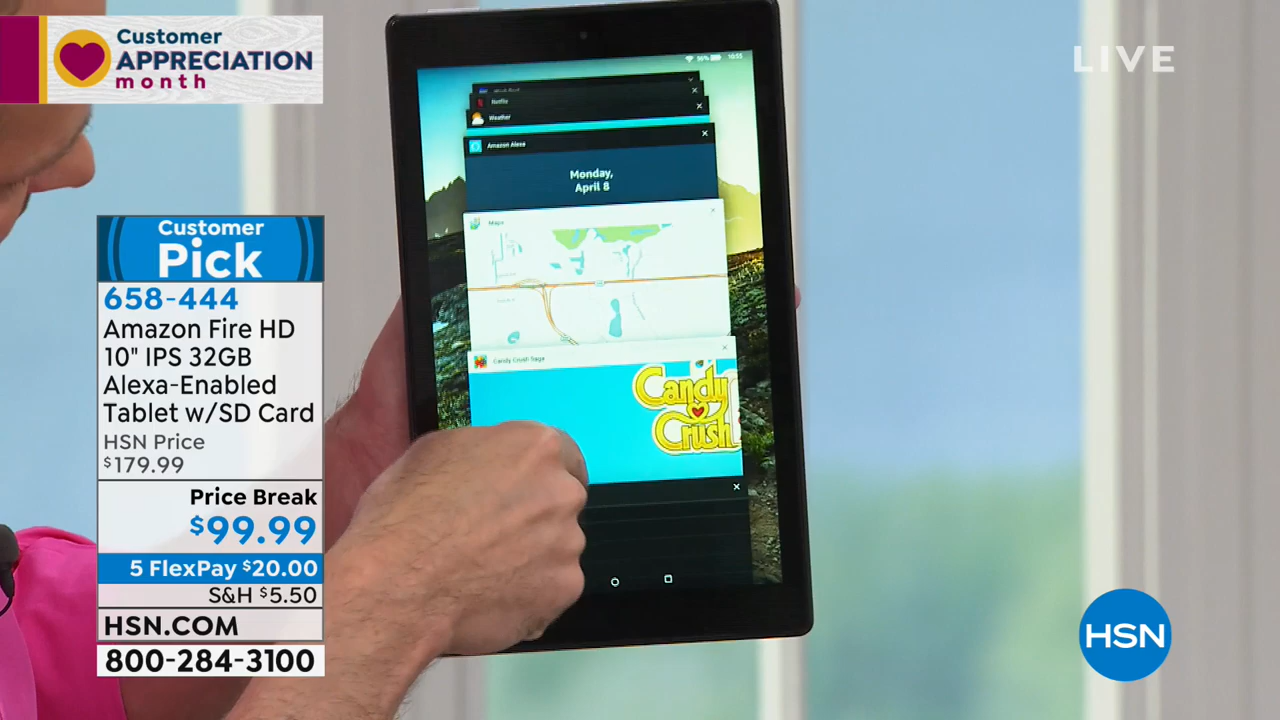 Customer
APPRECIATION
month
LIVE
Customer
Pick
658-444
Amazon Fire HD
10" IPS 32GB
Alexa-Enabled
Tablet w/SD Card
HSN Price
$179.99
Price Break
$99.99
5 FlexPay $20.00
S&H $5.50
HSN.COM
800-284-3100
10:55
Netflix
Weather
Amazon Alexa
Monday,
April 8
Maps
Candy Crush Saga
Candy
Crush
HSN